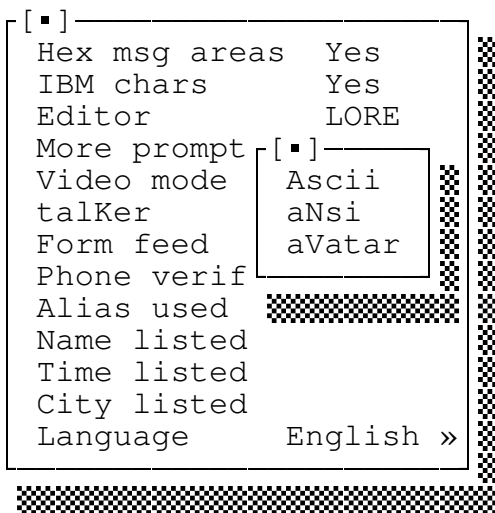 [■]
Hex msg areas Yes
IBM chars Yes
Editor LORE
More prompt
[■]
Video mode
Ascii
talKer
aNsi
Form feed
aVatar
Phone verif
Alias used
Name listed
Time listed
City listed
Language English »